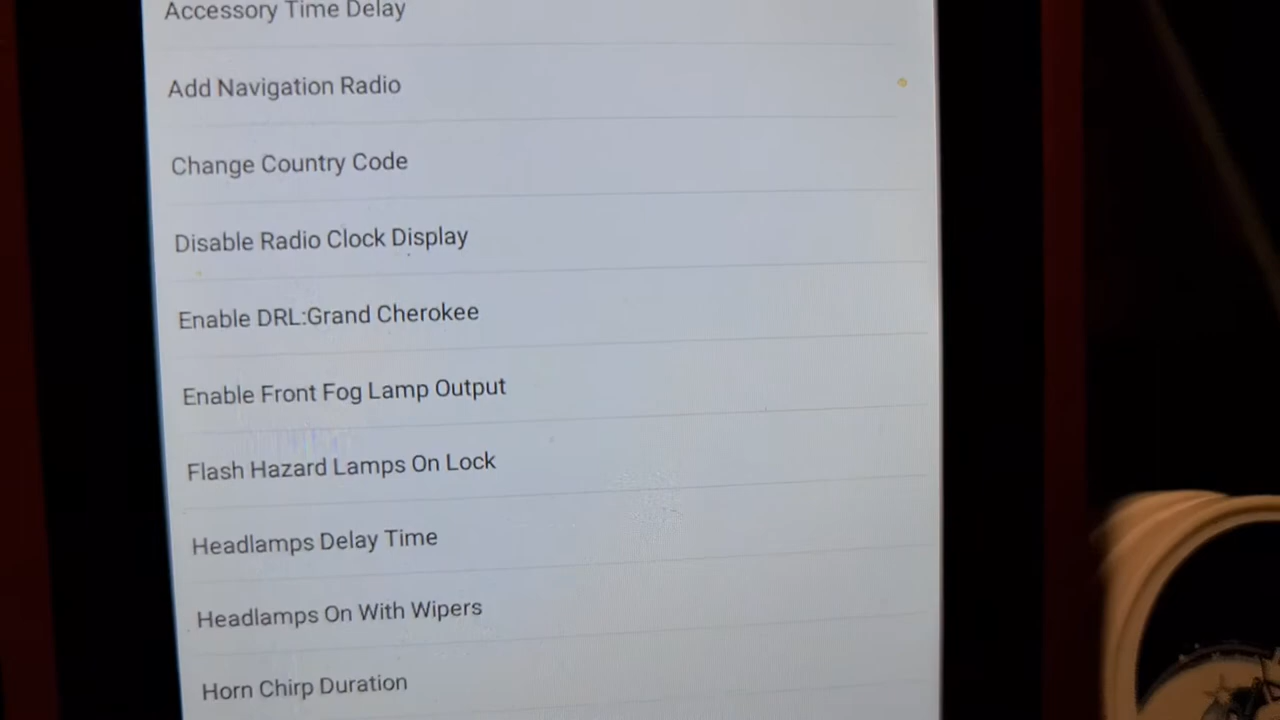 Accessory Time Delay
Add Navigation Radio
Change Country Code
Disable Radio Clock Display
Enable DRL:Grand Cherokee
Enable Front Fog Lamp Output
Flash Hazard Lamps On Lock
Headlamps Delay Time
Headlamps On With Wipers
Horn Chirp Duration